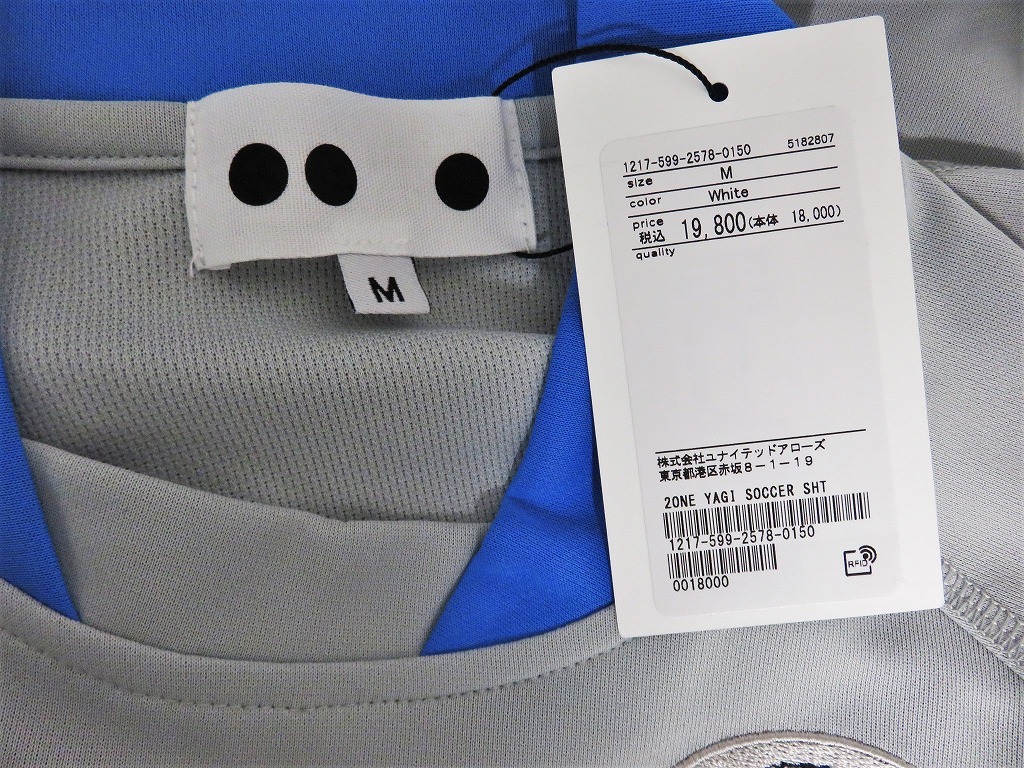 M
1217-599-2578-0150 5182807
size M
color White
price
税込 19,800(本体 18,000)
quality
株式会社ユナイテッドアローズ
東京都港区赤坂8-1-19
2ONE YAGI SOCCER SHT
1217-599-2578-0150
0018000
RFID